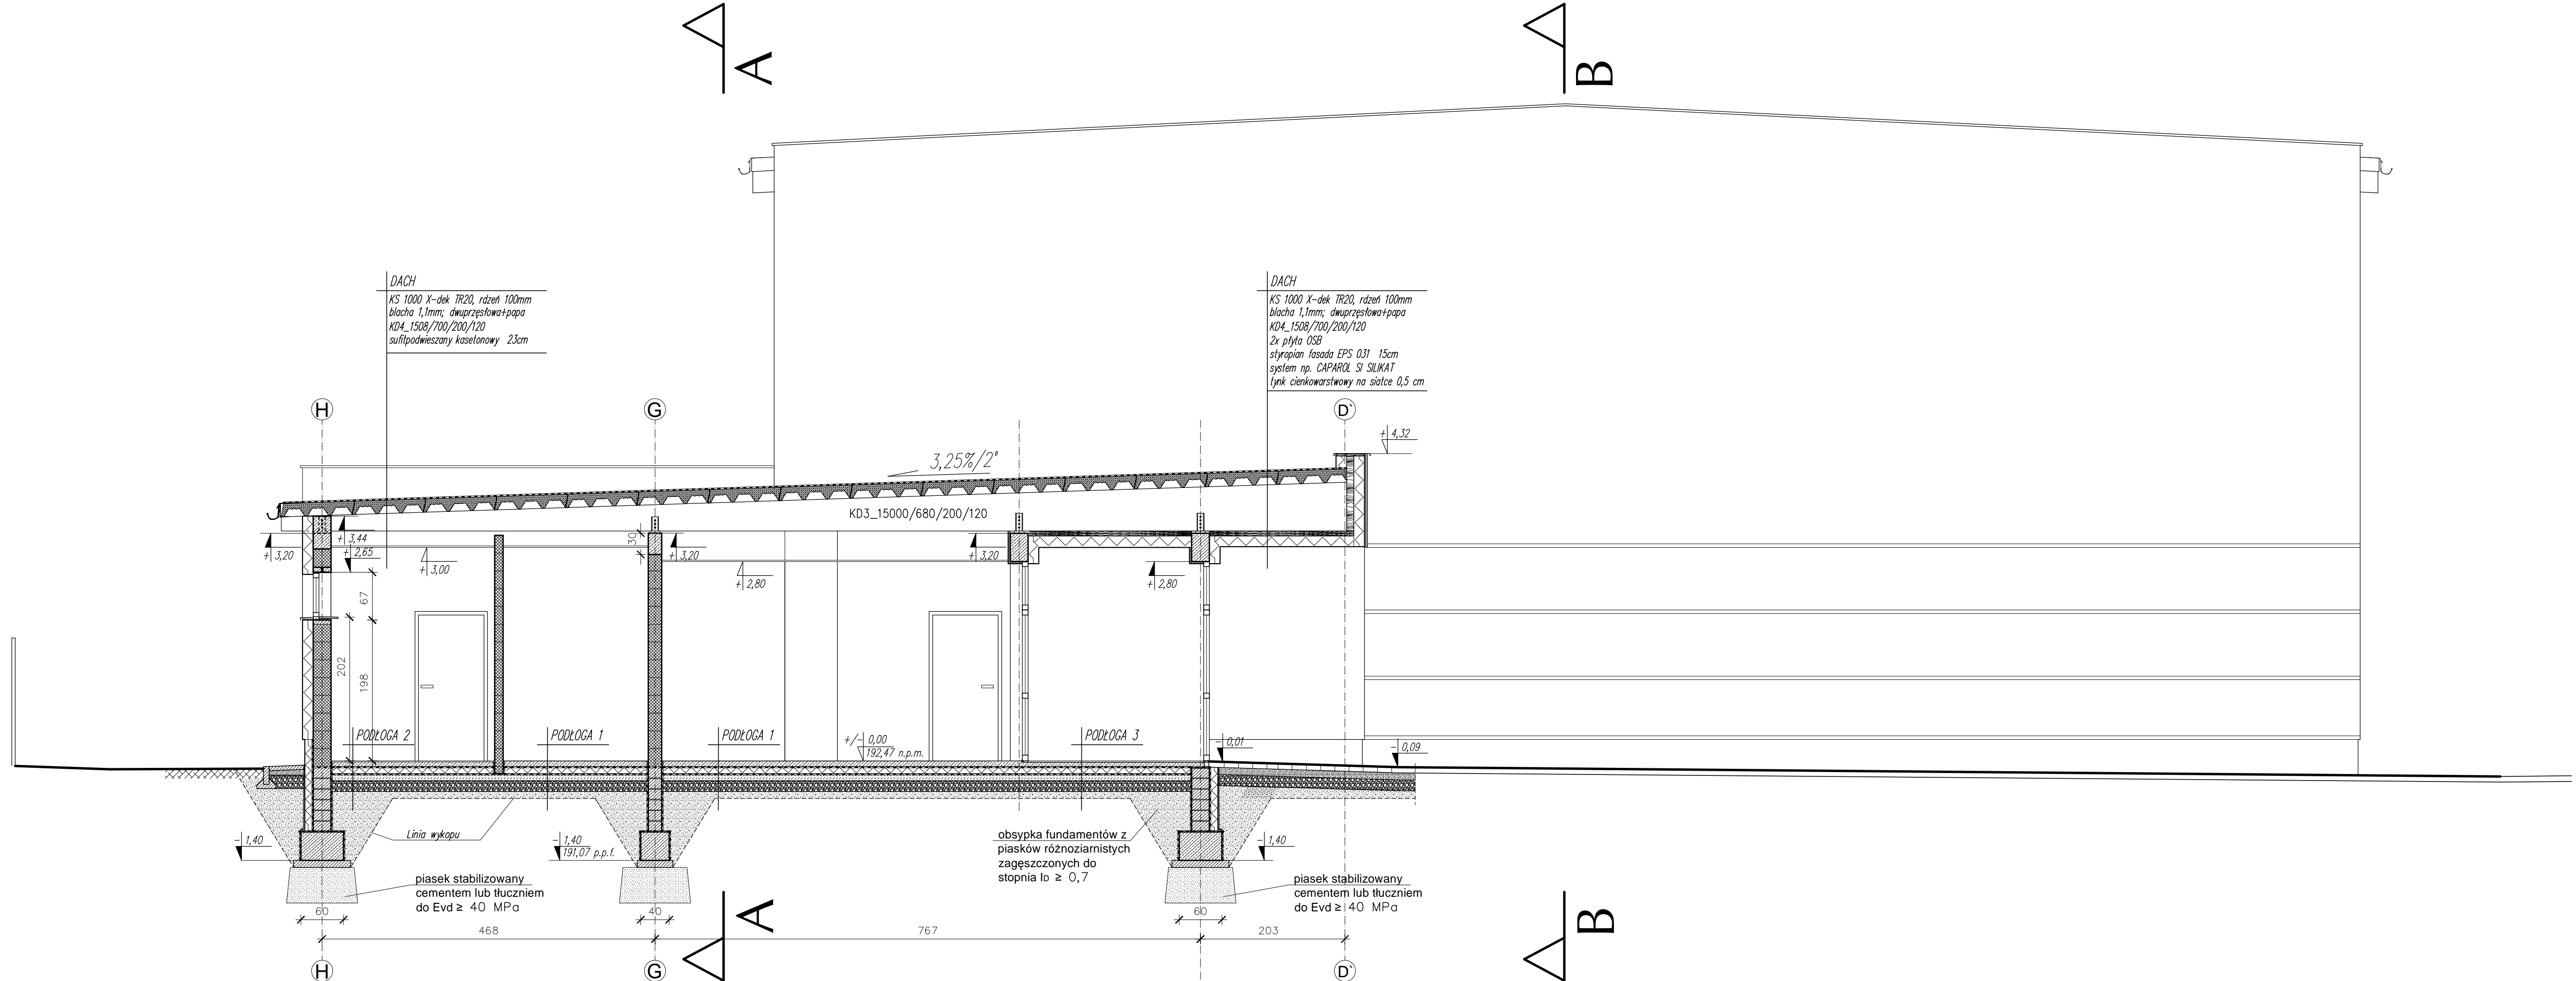 A
B
DACH
KS 1000 X-dek TR20, rdzeń 100mm
blacha 1,1mm; dwuprzęsłowa+papa
KD4_1508/700/200/120
sufitpodwieszany kasetonowy 23cm
DACH
KS 1000 X-dek TR20, rdzeń 100mm
blacha 1,1mm; dwuprzęsłowa+papa
KD4_1508/700/200/120
2x płyta OSB
styropian fasada EPS 031 15cm
system np. CAPAROL SI SILIKAT
tynk cienkowarstwowy na siatce 0,5 cm
H
G
D`
+ 4,32
3,25%/2°
KD3_15000/680/200/120
+ 3,20
+ 3,44
+ 2,65
+ 3,00
30
+ 3,20
+ 2,80
+ 3,20
+ 2,80
67
202
198
PODŁOGA 2
PODŁOGA 1
PODŁOGA 1
+/- 0,00
192,47 n.p.m.
PODŁOGA 3
- 0,01
- 0,09
- 1,40
Linia wykopu
- 1,40
191,07 p.p.f.
obsypka fundamentów z
piasków różnoziarnistych
zagęszczonych do
stopnia ID ≥ 0,7
- 1,40
piasek stabilizowany
cementem lub tłuczniem
do Evd ≥ 40 MPa
piasek stabilizowany
cementem lub tłuczniem
do Evd ≥ 40 MPa
60
40
60
A
B
468
767
203
H
G
D`